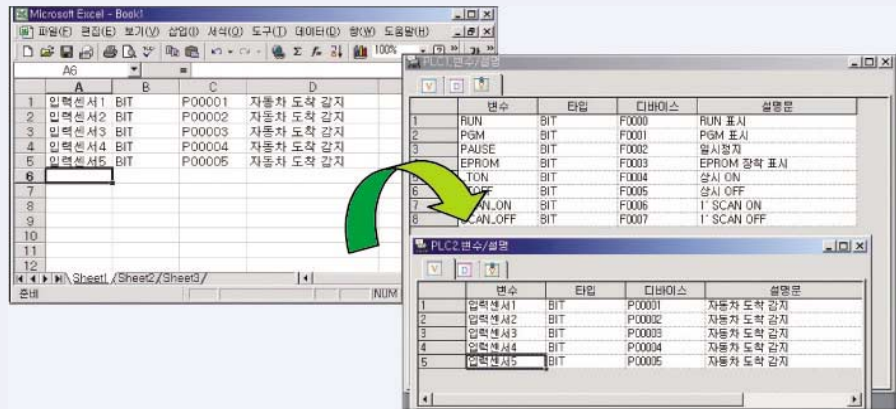 Microsoft Excel - Book1
파일(F) 편집(E) 보기(V) 삽입(I) 서식(O) 도구(T) 데이터(D) 창(W) 도움말(H)
100%
A6
A B C D
1 입력센서1 BIT P00001 자동차 도착 감지
2 입력센서2 BIT P00002 자동차 도착 감지
3 입력센서3 BIT P00003 자동차 도착 감지
4 입력센서4 BIT P00004 자동차 도착 감지
5 입력센서5 BIT P00005 자동차 도착 감지
6
7
8
9
10
11
12
Sheet1 / Sheet2 / Sheet3 /
준비 NUM
PLC1.변수/설명
V D
변수 타입 디바이스 설명문
1 RUN BIT F0000 RUN 표시
2 PGM BIT F0001 PGM 표시
3 PAUSE BIT F0002 일시정지
EPROM BIT F0003 EPROM 장착 표시
_TON BIT F0004 상시 ON
6 BIT F0005 상시 OFF
7 BIT F0006 1' SCAN ON
8 SCAN_OFF BIT F0007 1' SCAN OFF
PLC2.변수/설명
V D
변수 타입 디바이스 설명문
1 입력센서1 BIT P00001 자동차 도착 감지
2 입력센서2 BIT P00002 자동차 도착 감지
3 입력센서3 BIT P00003 자동차 도착 감지
4 입력센서4 BIT P00004 자동차 도착 감지
5 입력센서5 BIT P00005 자동차 도착 감지